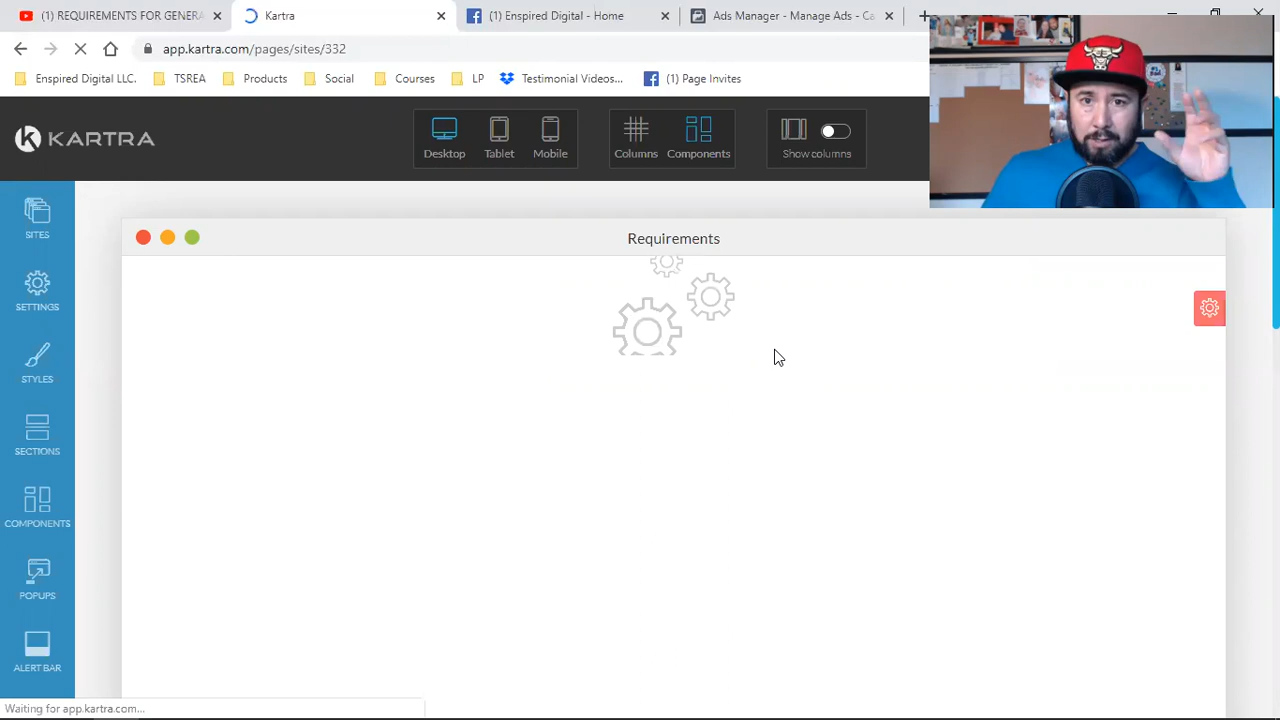 (1) REQUIREMENTS FOR GENERA
Kartra
(1) Enspired Digital - Home
Ads Manager - Manage Ads - Ca
app.kartra.com/pages/sites/332
Enspired Digital LLC.
SREA
Products
Social
Courses
LP
Testimonial Videos...
(1) Page Invites
KARTRA
Desktop
Tablet
Mobile
Columns
Components
Show columns
SITES
SETTINGS
STYLES
SECTIONS
COMPONENTS
POPUPS
ALERT BAR
Requirements
Waiting for app.kartra.com...